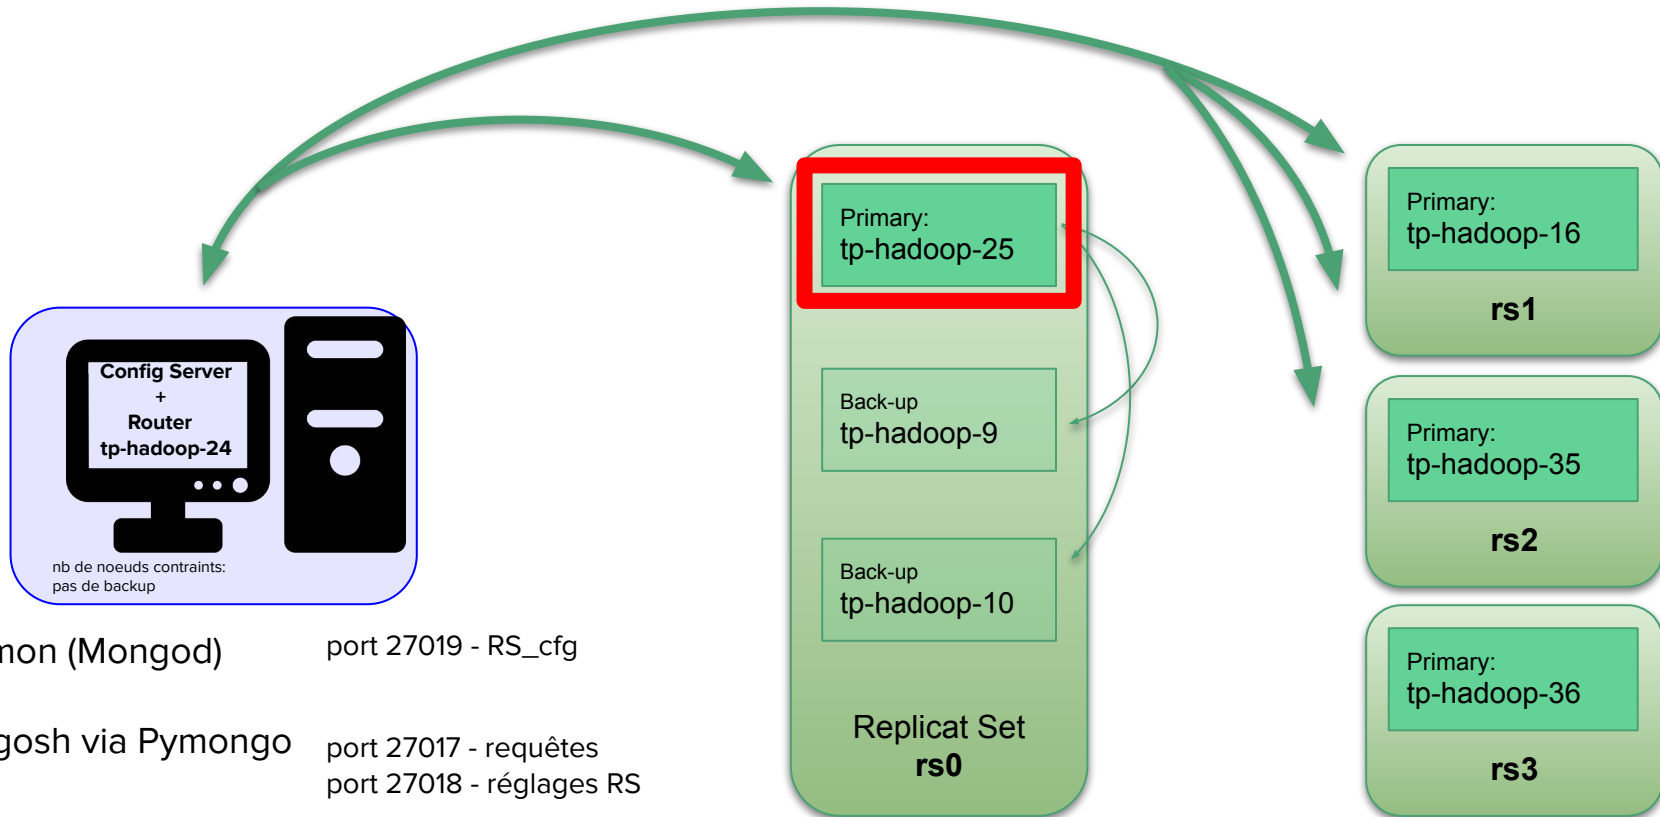 Config Server
+
Router
tp-hadoop-24
nb de noeuds contraints:
pas de backup
mon (Mongod)
port 27019 - RS_cfg
gosh via Pymongo
port 27017 - requêtes
port 27018 - réglages RS
Primary:
tp-hadoop-25
Back-up
tp-hadoop-9
Back-up
tp-hadoop-10
Replicat Set
rs0
Primary:
tp-hadoop-16
rs1
Primary:
tp-hadoop-35
rs2
Primary:
tp-hadoop-36
rs3